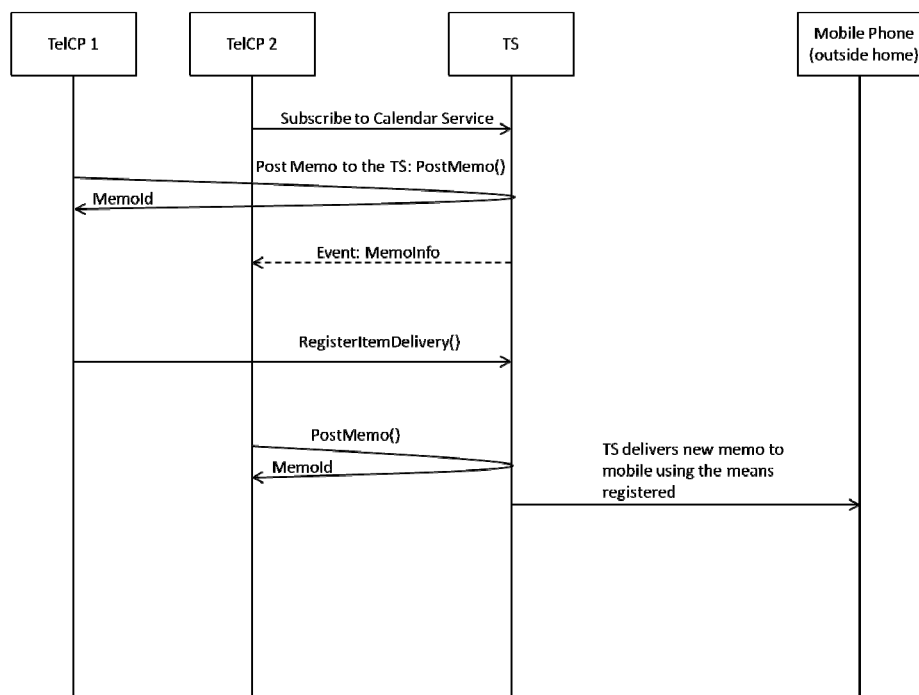 TelCP 1
TelCP 2
TS
Mobile Phone
(outside home)
Subscribe to Calendar Service
Post Memo to the TS: PostMemo()
MemoId
Event: MemoInfo
RegisterItemDelivery()
PostMemo()
MemoId
TS delivers new memo to
mobile using the means
registered